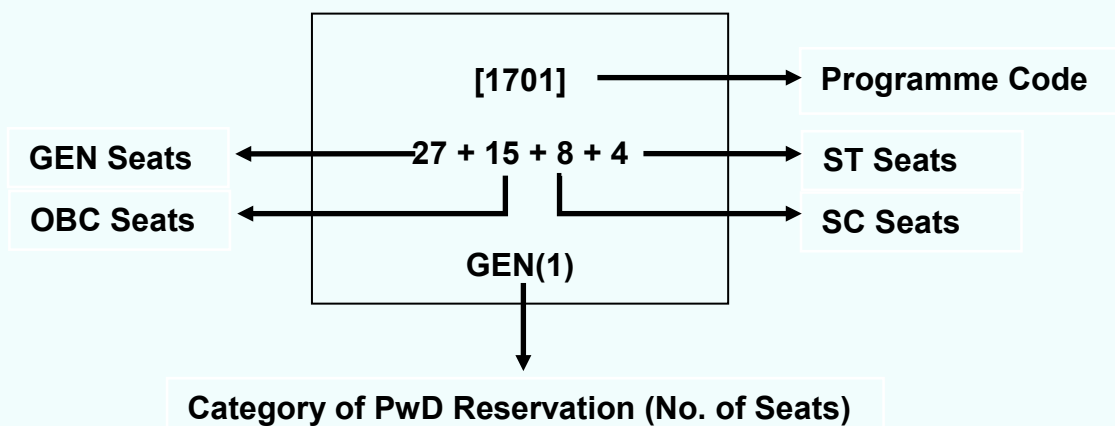 [1701]
Programme Code
GEN Seats
27 + 15 + 8 + 4
ST Seats
OBC Seats
SC Seats
GEN(1)
Category of PwD Reservation (No. of Seats)